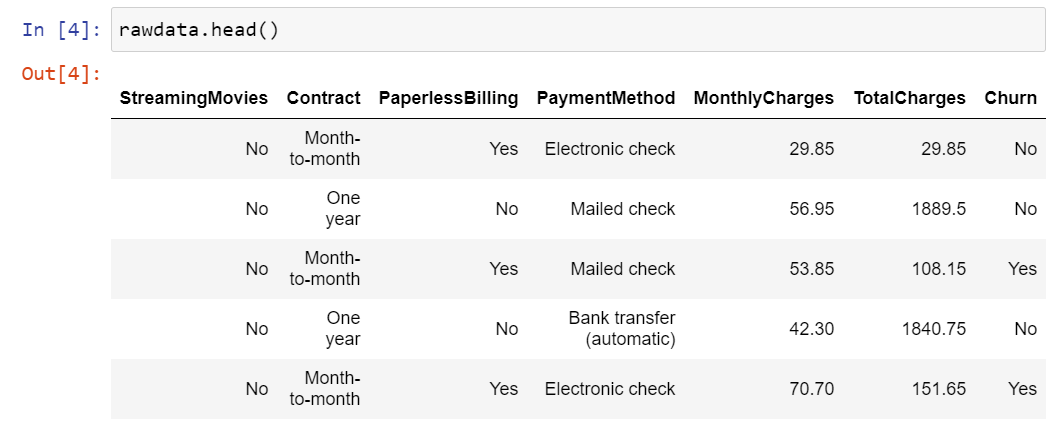 In [4]: rawdata.head()
Out[4]:
StreamingMovies Contract PaperlessBilling PaymentMethod MonthlyCharges TotalCharges Churn
No Month-to-month Yes Electronic check 29.85 29.85 No
No One year No Mailed check 56.95 1889.5 No
No Month-to-month Yes Mailed check 53.85 108.15 Yes
No One year No Bank transfer (automatic) 42.30 1840.75 No
No Month-to-month Yes Electronic check 70.70 151.65 Yes